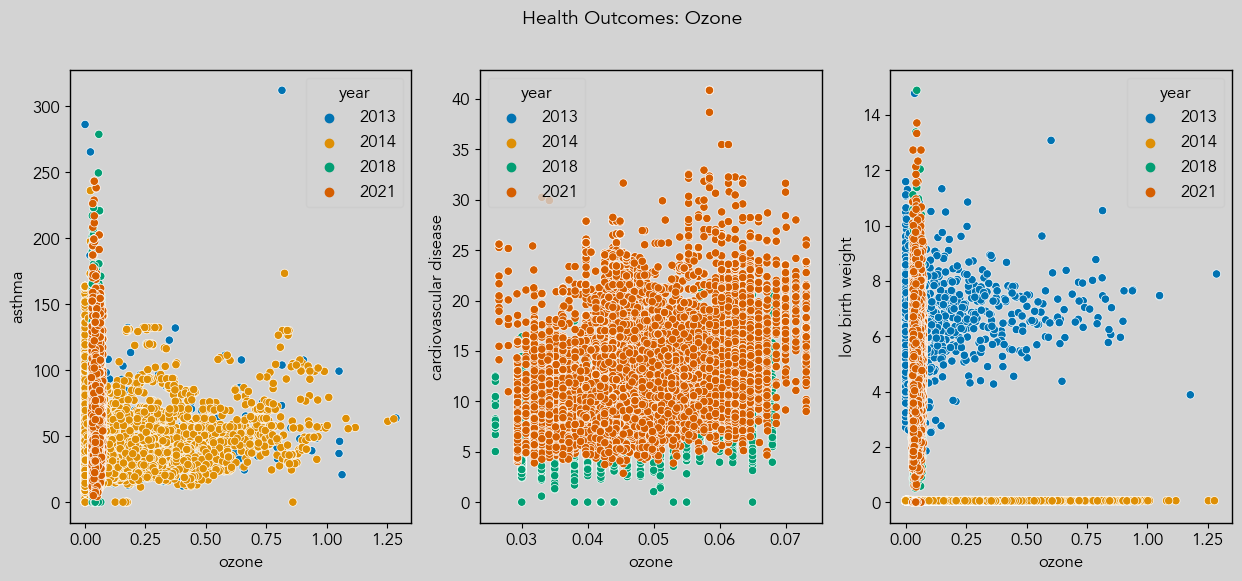 Health Outcomes: Ozone
asthma
300
250
200
150
100
50
0
0.00 0.25 0.50 0.75 1.00 1.25
ozone
year
2013
2014
2018
2021
cardiovascular disease
40
35
30
25
20
15
10
5
0
0.03 0.04 0.05 0.06 0.07
ozone
year
2013
2014
2018
2021
low birth weight
14
12
10
8
6
4
2
0
0.00 0.25 0.50 0.75 1.00 1.25
ozone
year
2013
2014
2018
2021